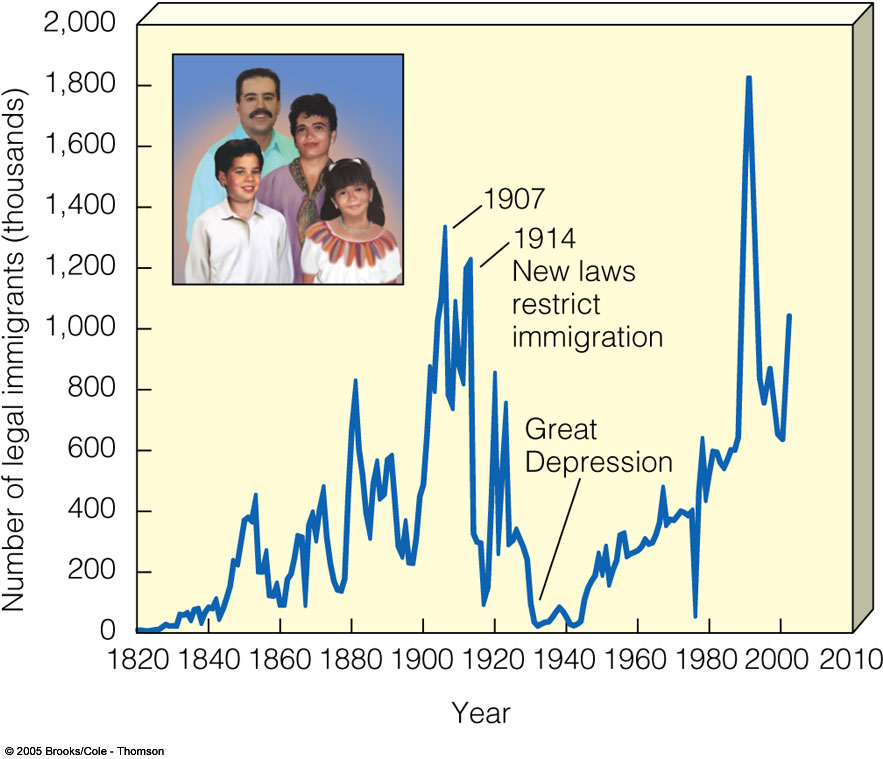 Number of legal immigrants (thousands)
2,000
1,800
1,600
1,400
1,200
1,000
800
600
400
200
0
1907
1914
New laws
restrict
immigration
Great
Depression
1820 1840 1860 1880 1900 1920 1940 1960 1980 2000 2010
Year
© 2005 Brooks/Cole - Thomson